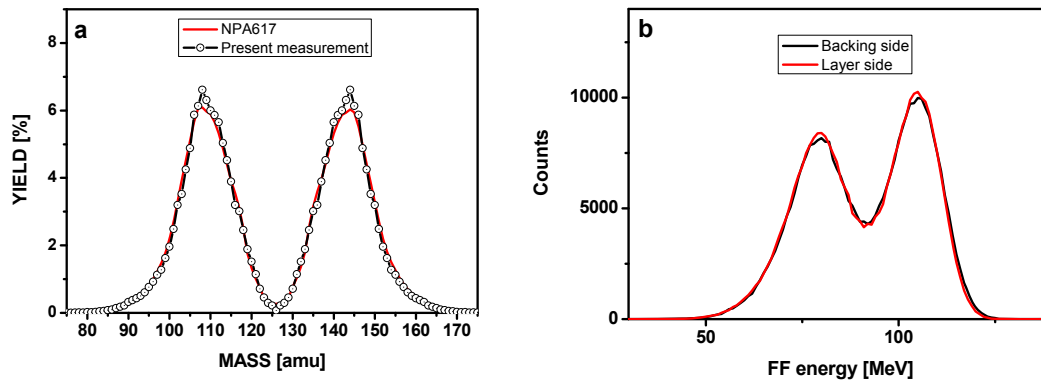 a
NPA617
Present measurement
8
6
4
2
0
YIELD [%]
80 90 100 110 120 130 140 150 160 170
MASS [amu]
b
Backing side
Layer side
10000
5000
0
Counts
50 100
FF energy [MeV]